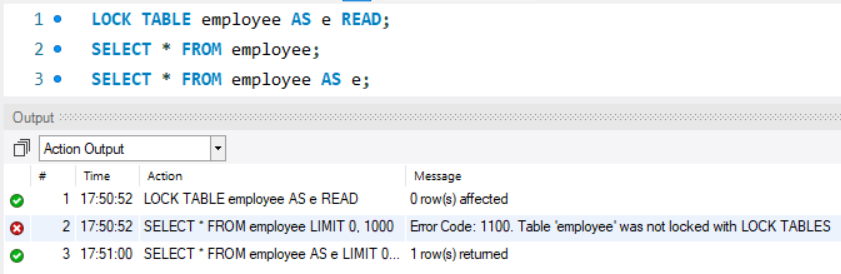 1 LOCK TABLE employee AS e READ;
2 SELECT * FROM employee;
3 SELECT * FROM employee AS e;
Output
Action Output
# Time Action Message
1 17:50:52 LOCK TABLE employee AS e READ 0 row(s) affected
2 17:50:52 SELECT * FROM employee LIMIT 0, 1000 Error Code: 1100. Table 'employee' was not locked with LOCK TABLES
3 17:51:00 SELECT * FROM employee AS e LIMIT 0... 1 row(s) returned